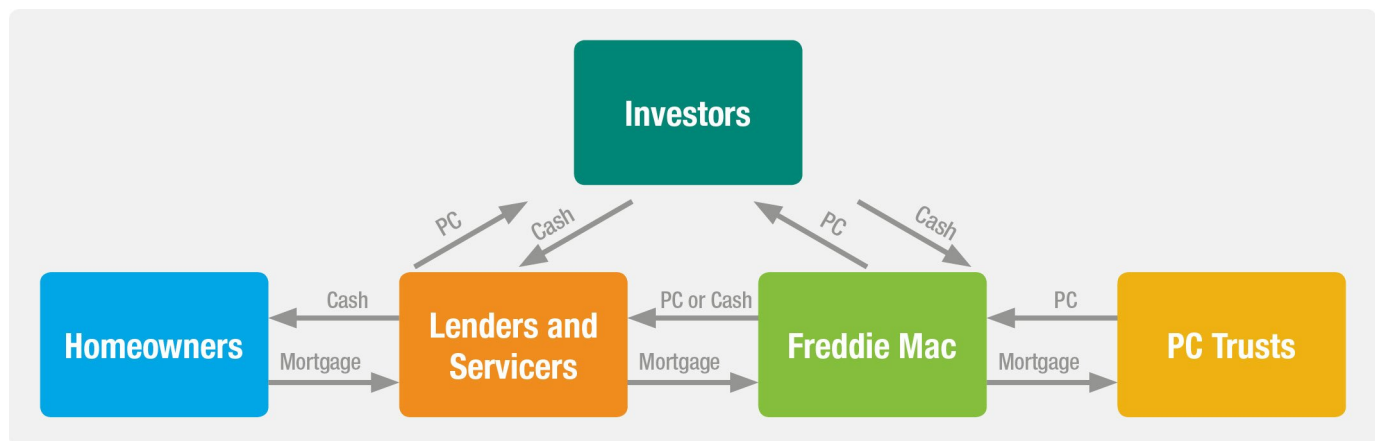 Investors
PC
Cash
PC
Cash
Cash
PC or Cash
PC
Homeowners
Lenders and
Servicers
Freddie Mac
PC Trusts
Mortgage
Mortgage
Mortgage